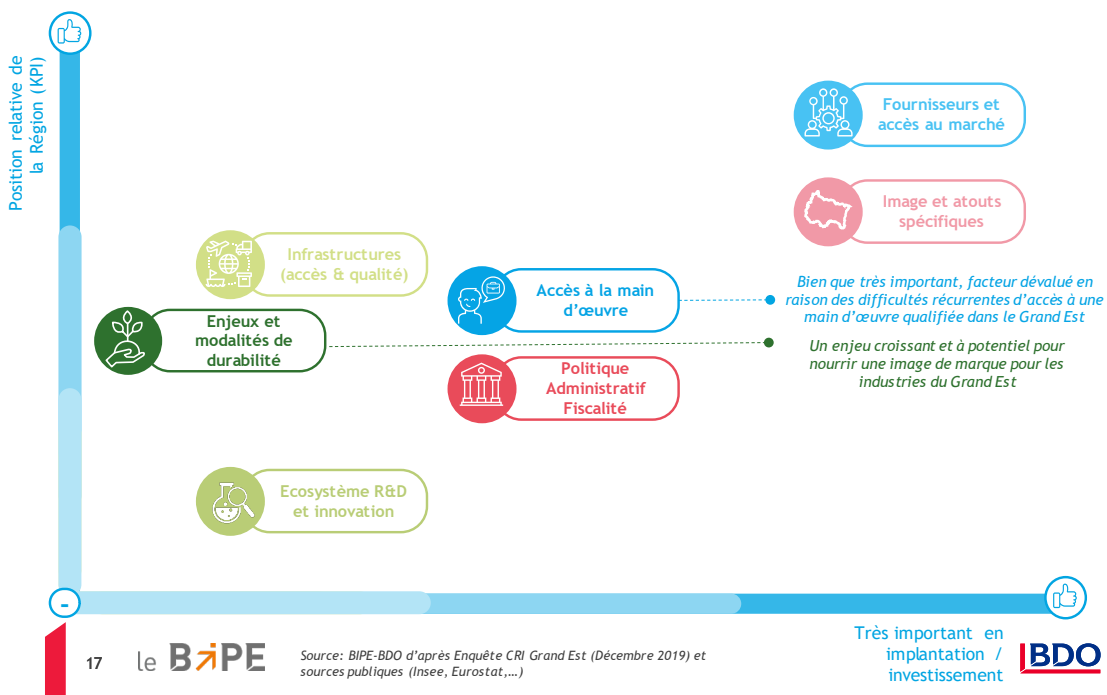 Position relative de
la Région (KPI)
Fournisseurs et
accès au marché
Image et atouts
spécifiques
Infrastructures
(accès & qualité)
Accès à la main
d’œuvre
Bien que très important, facteur dévalué en
raison des difficultés récurrentes d’accès à une
main d’œuvre qualifiée dans le Grand Est
Enjeux et
modalités de
durabilité
Un enjeu croissant et à potentiel pour
nourrir une image de marque pour les
industries du Grand Est
Politique
Administratif
Fiscalité
Ecosystème R&D
et innovation
-
Très important en
implantation /
investissement
17
le BiPE
Source: BIPE-BDO d’après Enquête CRI Grand Est (Décembre 2019) et
sources publiques (Insee, Eurostat,…)
BDO